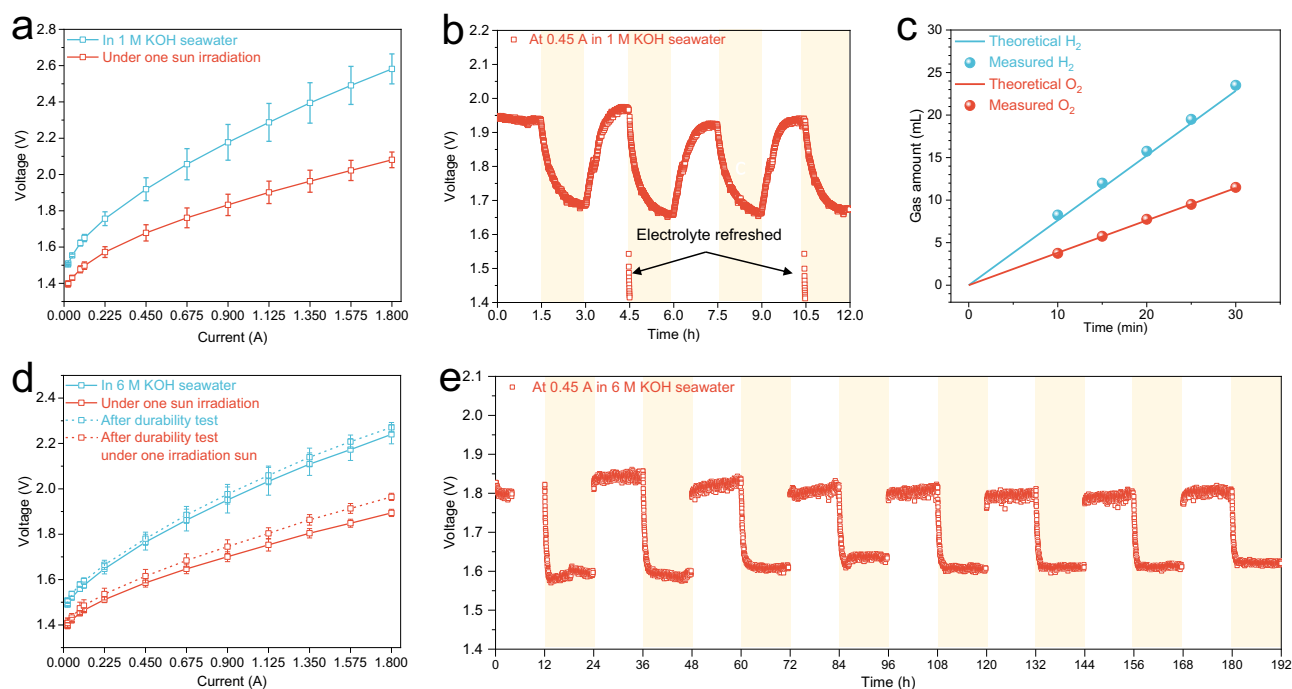 a
In 1 M KOH seawater
Under one sun irradiation
2.8
2.6
2.4
2.2
2.0
1.8
1.6
1.4
Voltage (V)
0.000 0.225 0.450 0.675 0.900 1.125 1.350 1.575 1.800
Current (A)
b
At 0.45 A in 1 M KOH seawater
2.2
2.1
2.0
1.9
1.8
1.7
1.6
1.5
1.4
Voltage (V)
Electrolyte refreshed
0.0 1.5 3.0 4.5 6.0 7.5 9.0 10.5 12.0
Time (h)
c
Theoretical H2
Measured H2
Theoretical O2
Measured O2
30
25
20
15
10
5
0
Gas amount (mL)
0 10 20 30
Time (min)
d
In 6 M KOH seawater
Under one sun irradiation
After durability test
After durability test
under one irradiation sun
2.4
2.2
2.0
1.8
1.6
1.4
Voltage (V)
0.000 0.225 0.450 0.675 0.900 1.125 1.350 1.575 1.800
Current (A)
e
At 0.45 A in 6 M KOH seawater
2.1
2.0
1.9
1.8
1.7
1.6
1.5
1.4
Voltage (V)
0 12 24 36 48 60 72 84 96 108 120 132 144 156 168 180 192
Time (h)